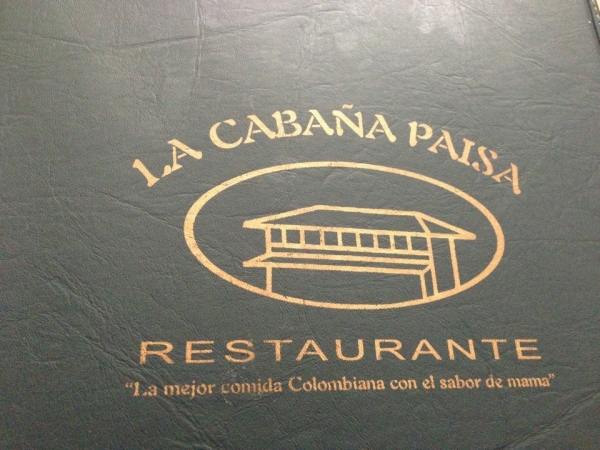 LA CABAÑA PAISA
RESTAURANTE
"La mejor comida Colombiana con el sabor de mama"